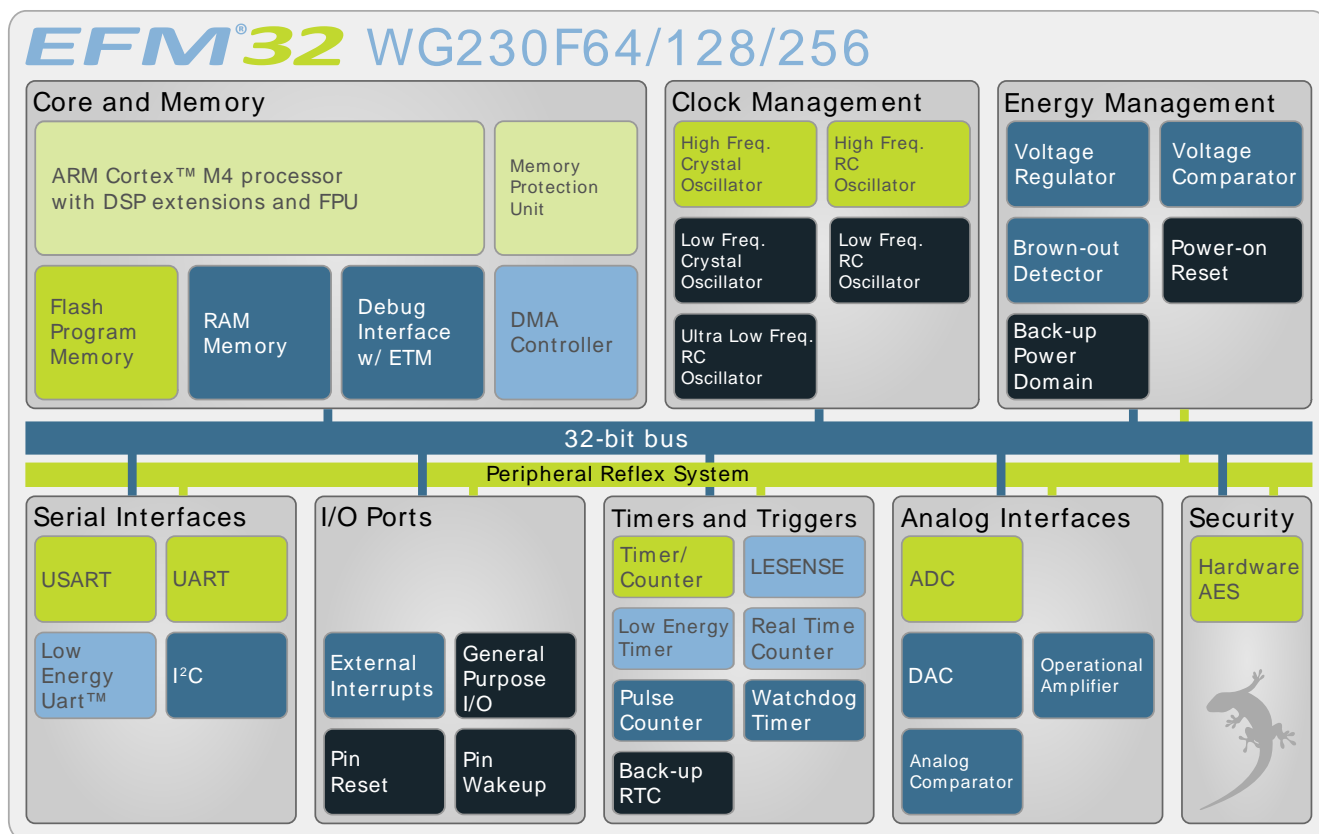 EFM®32 WG230F64/128/256
Core and Memory
ARM Cortex™ M4 processor
with DSP extensions and FPU
Memory
Protection
Unit
Flash
Program
Memory
RAM
Memory
Debug
Interface
w/ ETM
DMA
Controller
Clock Management
High Freq.
Crystal
Oscillator
High Freq.
RC
Oscillator
Low Freq.
Crystal
Oscillator
Low Freq.
RC
Oscillator
Ultra Low Freq.
RC
Oscillator
Energy Management
Voltage
Regulator
Voltage
Comparator
Brown-out
Detector
Power-on
Reset
Back-up
Power
Domain
32-bit bus
Peripheral Reflex System
Serial Interfaces
USART
UART
Low
Energy
Uart™
I²C
I/O Ports
External
Interrupts
General
Purpose
I/O
Pin
Reset
Pin
Wakeup
Timers and Triggers
Timer/
Counter
LESENSE
Low Energy
Timer
Real Time
Counter
Pulse
Counter
Watchdog
Timer
Back-up
RTC
Analog Interfaces
ADC
DAC
Operational
Amplifier
Analog
Comparator
Security
Hardware
AES